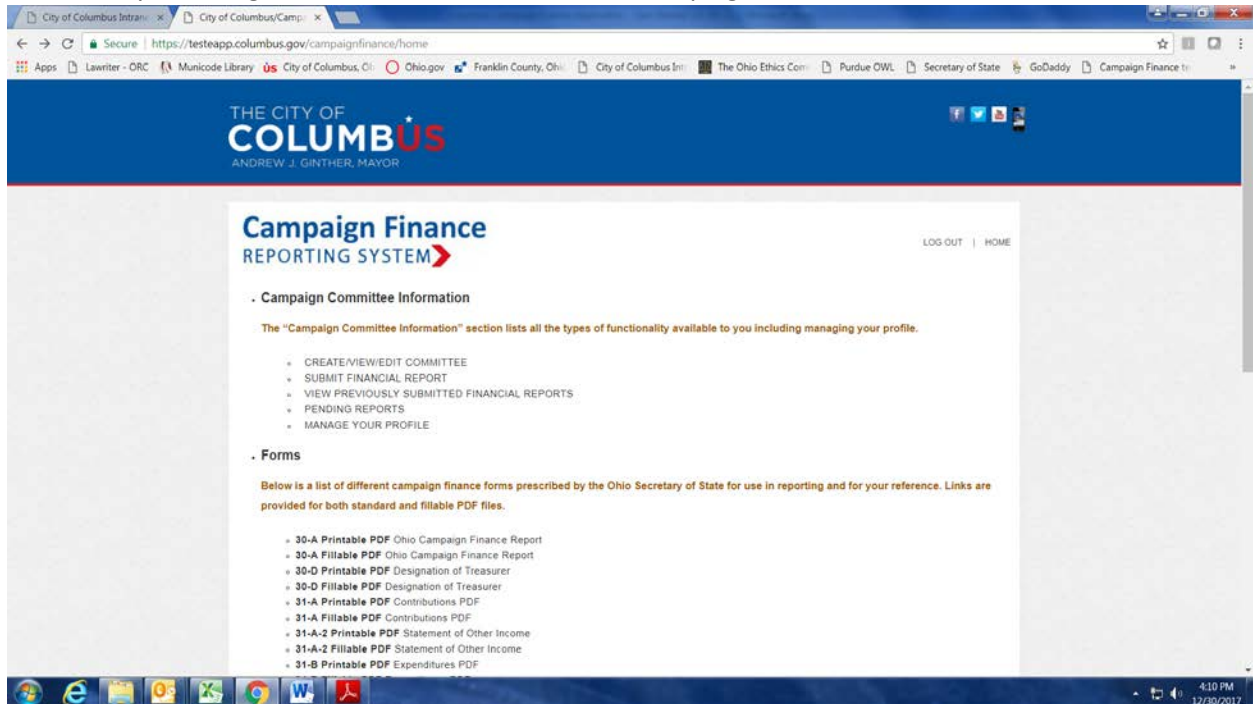 City of Columbus Intran
City of Columbus/Camp
Secure | https://testeapp.columbus.gov/campaignfinance/home
Apps Lawriter - ORC Municode Library City of Columbus, O Ohio.gov Franklin County, Ohi City of Columbus Int The Ohio Ethics Com Purdue OWL Secretary of State GoDaddy Campaign Finance tr »
THE CITY OF
COLUMBUS
ANDREW J. GINTHER, MAYOR
Campaign Finance
REPORTING SYSTEM
LOG OUT | HOME
Campaign Committee Information
The “Campaign Committee Information” section lists all the types of functionality available to you including managing your profile.
CREATE/VIEW/EDIT COMMITTEE
SUBMIT FINANCIAL REPORT
VIEW PREVIOUSLY SUBMITTED FINANCIAL REPORTS
PENDING REPORTS
MANAGE YOUR PROFILE
Forms
Below is a list of different campaign finance forms prescribed by the Ohio Secretary of State for use in reporting and for your reference. Links are
provided for both standard and fillable PDF files.
30-A Printable PDF Ohio Campaign Finance Report
30-A Fillable PDF Ohio Campaign Finance Report
30-D Printable PDF Designation of Treasurer
30-D Fillable PDF Designation of Treasurer
31-A Printable PDF Contributions PDF
31-A Fillable PDF Contributions PDF
31-A-2 Printable PDF Statement of Other Income
31-A-2 Fillable PDF Statement of Other Income
31-B Printable PDF Expenditures PDF
4:10 PM
12/30/2017